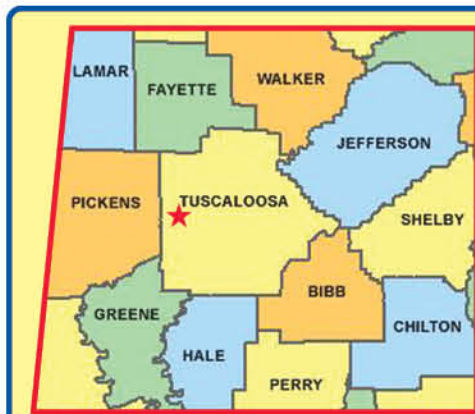 LAMAR
FAYETTE
WALKER
JEFFERSON
PICKENS
TUSCALOOSA
SHELBY
GREENE
BIBB
HALE
CHILTON
PERRY